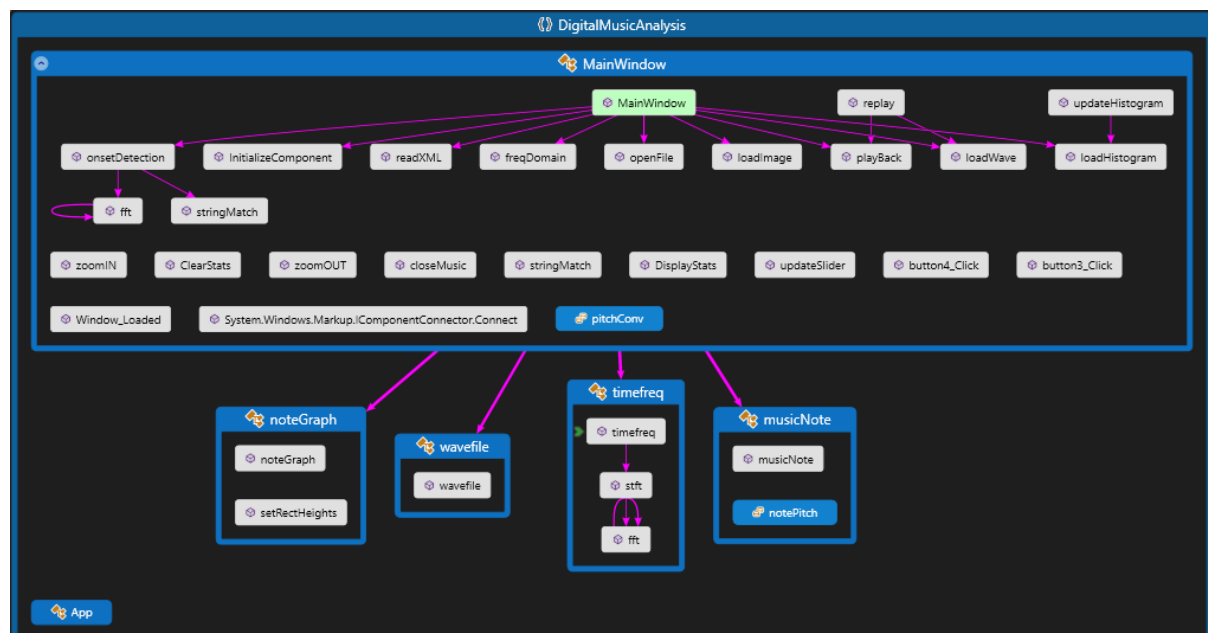 DigitalMusicAnalysis
MainWindow
MainWindow
replay
updateHistogram
onsetDetection
InitializeComponent
readXML
freqDomain
openFile
loadImage
playBack
loadWave
loadHistogram
fft
stringMatch
zoomIN
ClearStats
zoomOUT
closeMusic
stringMatch
DisplayStats
updateSlider
button4_Click
button3_Click
Window_Loaded
System.Windows.Markup.IComponentConnector.Connect
pitchConv
noteGraph
noteGraph
setRectHeights
wavefile
wavefile
timefreq
timefreq
stft
fft
musicNote
musicNote
notePitch
App